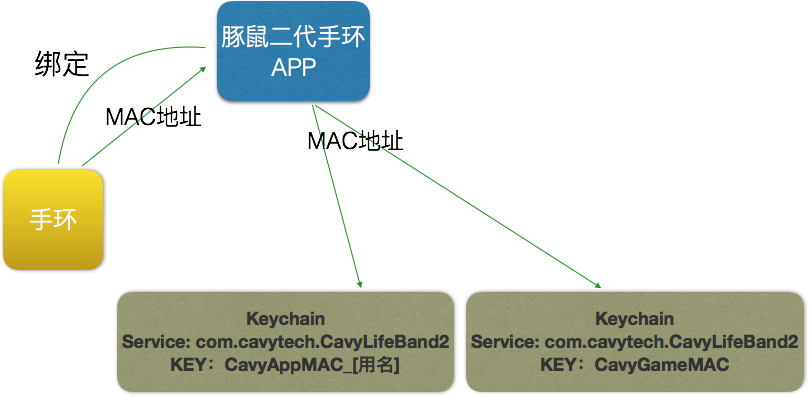 豚鼠二代手环
APP
绑定
MAC地址
MAC地址
手环
Keychain
Service: com.cavytech.CavyLifeBand2
KEY：CavyAppMAC_[用名]
Keychain
Service: com.cavytech.CavyLifeBand2
KEY：CavyGameMAC